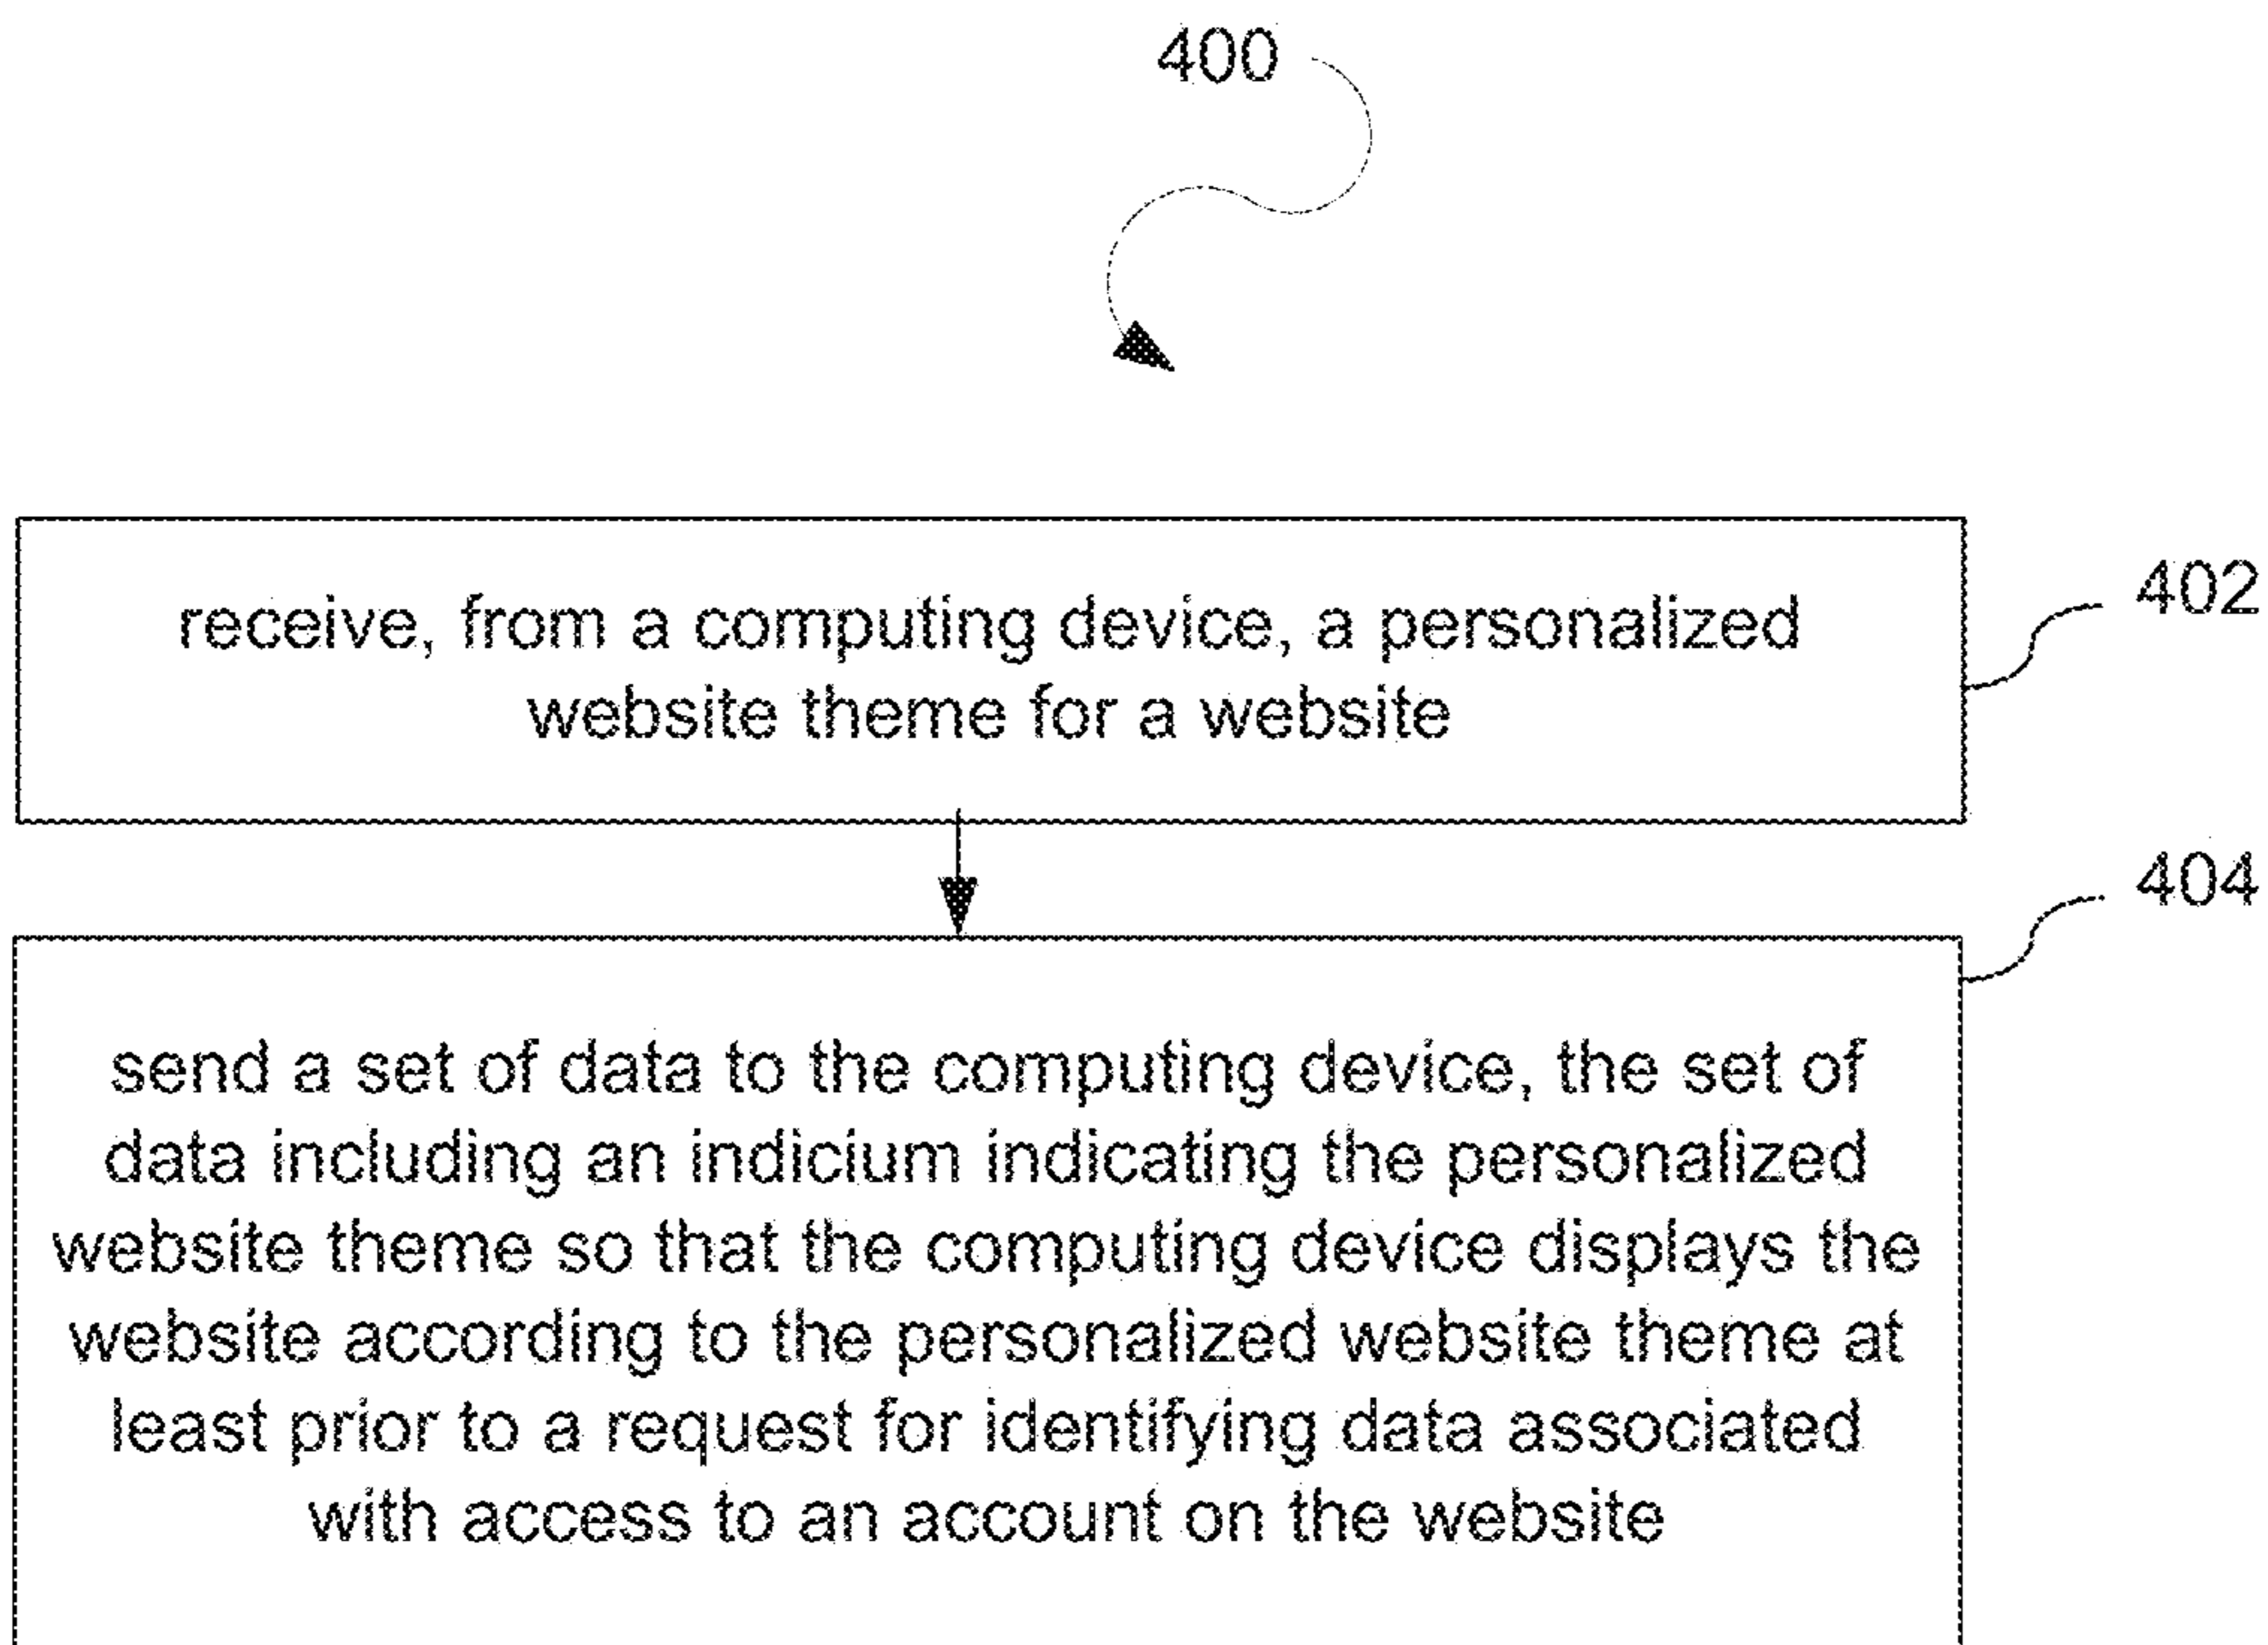 400
receive, from a computing device, a personalized
website theme for a website
402
404
send a set of data to the computing device, the set of
data including an indicium indicating the personalized
website theme so that the computing device displays the
website according to the personalized website theme at
least prior to a request for identifying data associated
with access to an account on the website